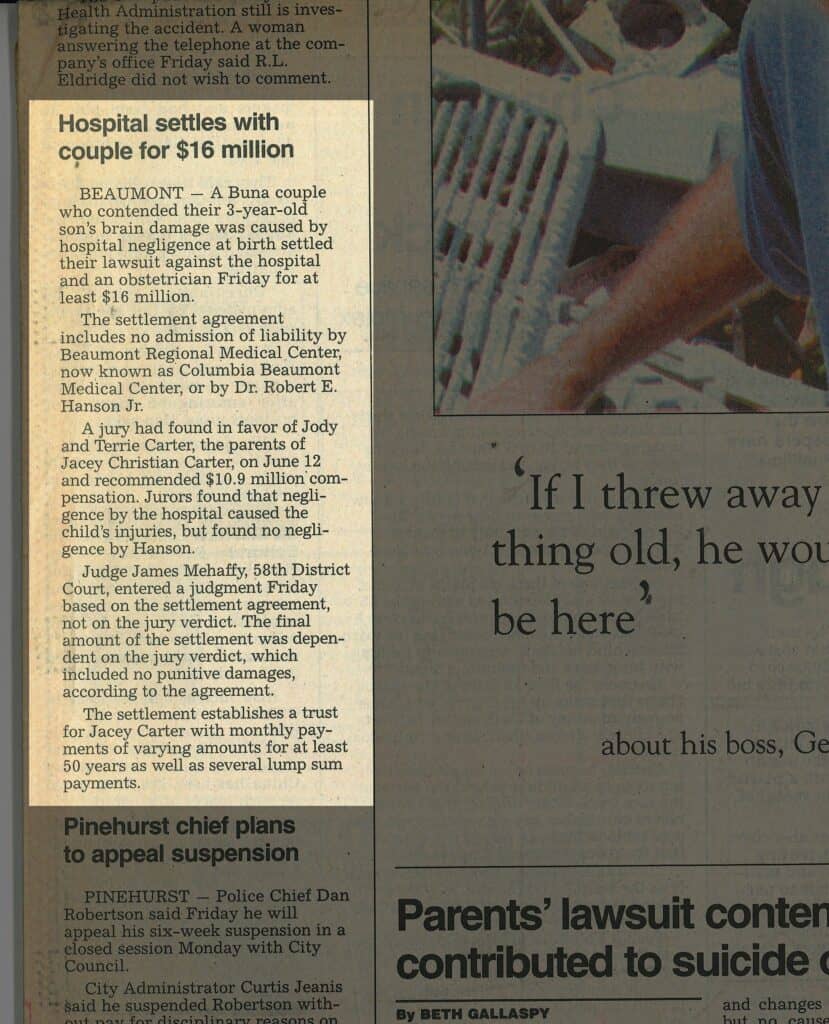 Health Administration still is inves-
tigating the accident. A woman
answering the telephone at the com-
pany's office Friday said R.L.
Eldridge did not wish to comment.
Hospital settles with
couple for $16 million
BEAUMONT — A Buna couple
who contended their 3-year-old
son's brain damage was caused by
hospital negligence at birth settled
their lawsuit against the hospital
and an obstetrician Friday for at
least $16 million.
The settlement agreement
includes no admission of liability by
Beaumont Regional Medical Center,
now known as Columbia Beaumont
Medical Center, or by Dr. Robert E.
Hanson Jr.
A jury had found in favor of Jody
and Terrie Carter, the parents of
Jacey Christian Carter, on June 12
and recommended $10.9 million com-
pensation. Jurors found that negli-
gence by the hospital caused the
child's injuries, but found no negli-
gence by Hanson.
Judge James Mehaffy, 58th District
Court, entered a judgment Friday
based on the settlement agreement,
not on the jury verdict. The final
amount of the settlement was depen-
dent on the jury verdict, which
included no punitive damages,
according to the agreement.
The settlement establishes a trust
for Jacey Carter with monthly pay-
ments of varying amounts for at least
50 years as well as several lump sum
payments.
Pinehurst chief plans
to appeal suspension
PINEHURST — Police Chief Dan
Robertson said Friday he will
appeal his six-week suspension in a
closed session Monday with City
Council.
City Administrator Curtis Jeanis
said he suspended Robertson with-
out pay for disciplinary reasons on
'If I threw away
thing old, he wou
be here'
about his boss, Ge
Parents' lawsuit conten
contributed to suicide
By BETH GALLASPY
and changes
but no cause